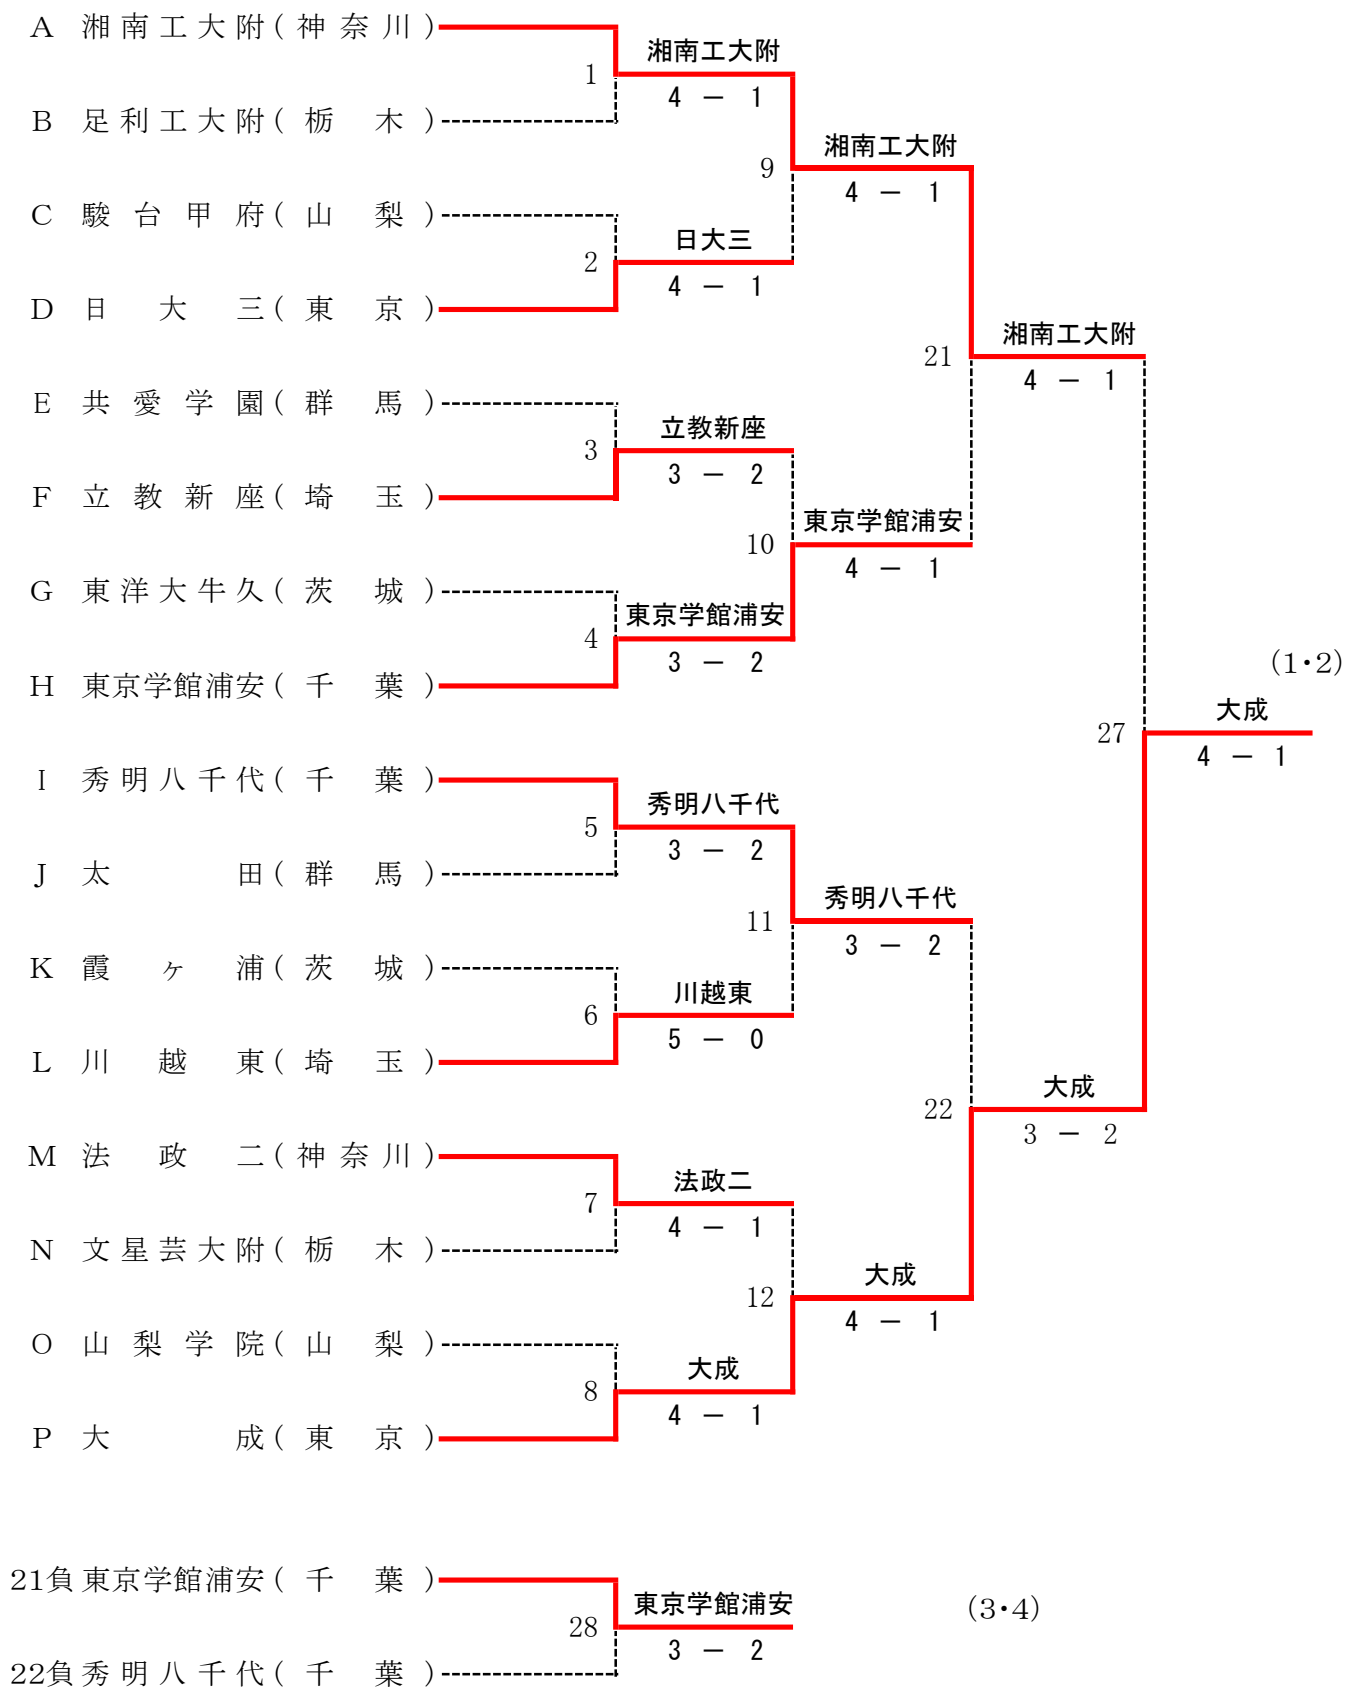 A 湘南工大附(神奈川)
湘南工大附
1
4 － 1
B 足利工大附(栃 木)
湘南工大附
9
4 － 1
C 駿台甲府(山 梨)
日大三
2
4 － 1
D 日大三(東 京)
湘南工大附
21
4 － 1
E 共愛学園(群 馬)
立教新座
3
3 － 2
F 立教新座(埼 玉)
東京学館浦安
10
4 － 1
G 東洋大牛久(茨 城)
東京学館浦安
4
3 － 2
H 東京学館浦安(千 葉)
(1・2)
大成
27
4 － 1
I 秀明八千代(千 葉)
秀明八千代
5
3 － 2
J 太田(群 馬)
秀明八千代
11
3 － 2
K 霞ヶ浦(茨 城)
川越東
6
5 － 0
L 川越東(埼 玉)
大成
22
3 － 2
M 法政二(神奈川)
法政二
7
4 － 1
N 文星芸大附(栃 木)
大成
12
4 － 1
O 山梨学院(山 梨)
大成
8
4 － 1
P 大成(東 京)
21負 東京学館浦安(千 葉)
東京学館浦安
28
3 － 2
(3・4)
22負 秀明八千代(千 葉)